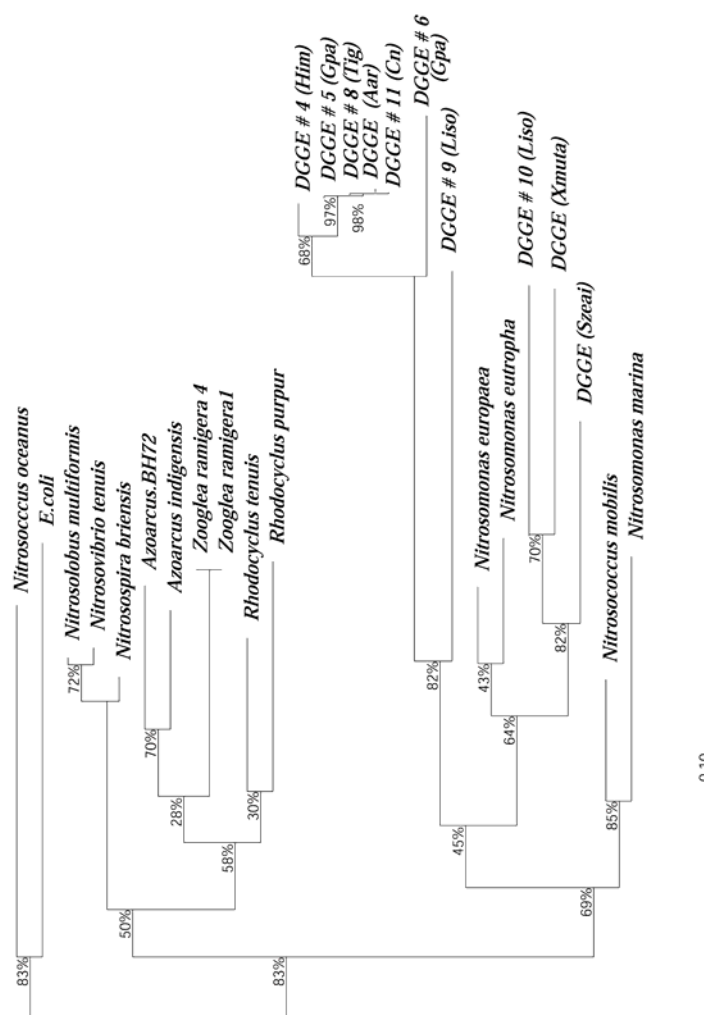 Nitrosocccus oceanus
E.coli
83%
Nitrosolobus multiformis
72%
Nitrosovibrio tenuis
Nitrosospira briensis
50%
Azoarcus.BH72
70%
Azoarcus indigensis
28%
Zooglea ramigera 4
Zooglea ramigera1
58%
Rhodocyclus tenuis
30%
Rhodocyclus purpur
83%
DGGE # 4 (Him)
68%
DGGE # 5 (Gpa)
97%
DGGE # 8 (Tig)
98%
DGGE (Aar)
DGGE # 11 (Cn)
DGGE # 6
(Gpa)
82%
DGGE # 9 (Liso)
45%
Nitrosomonas europaea
43%
Nitrosomonas eutropha
64%
DGGE # 10 (Liso)
70%
DGGE (Xmuta)
82%
DGGE (Szeai)
69%
Nitrosococcus mobilis
85%
Nitrosomonas marina